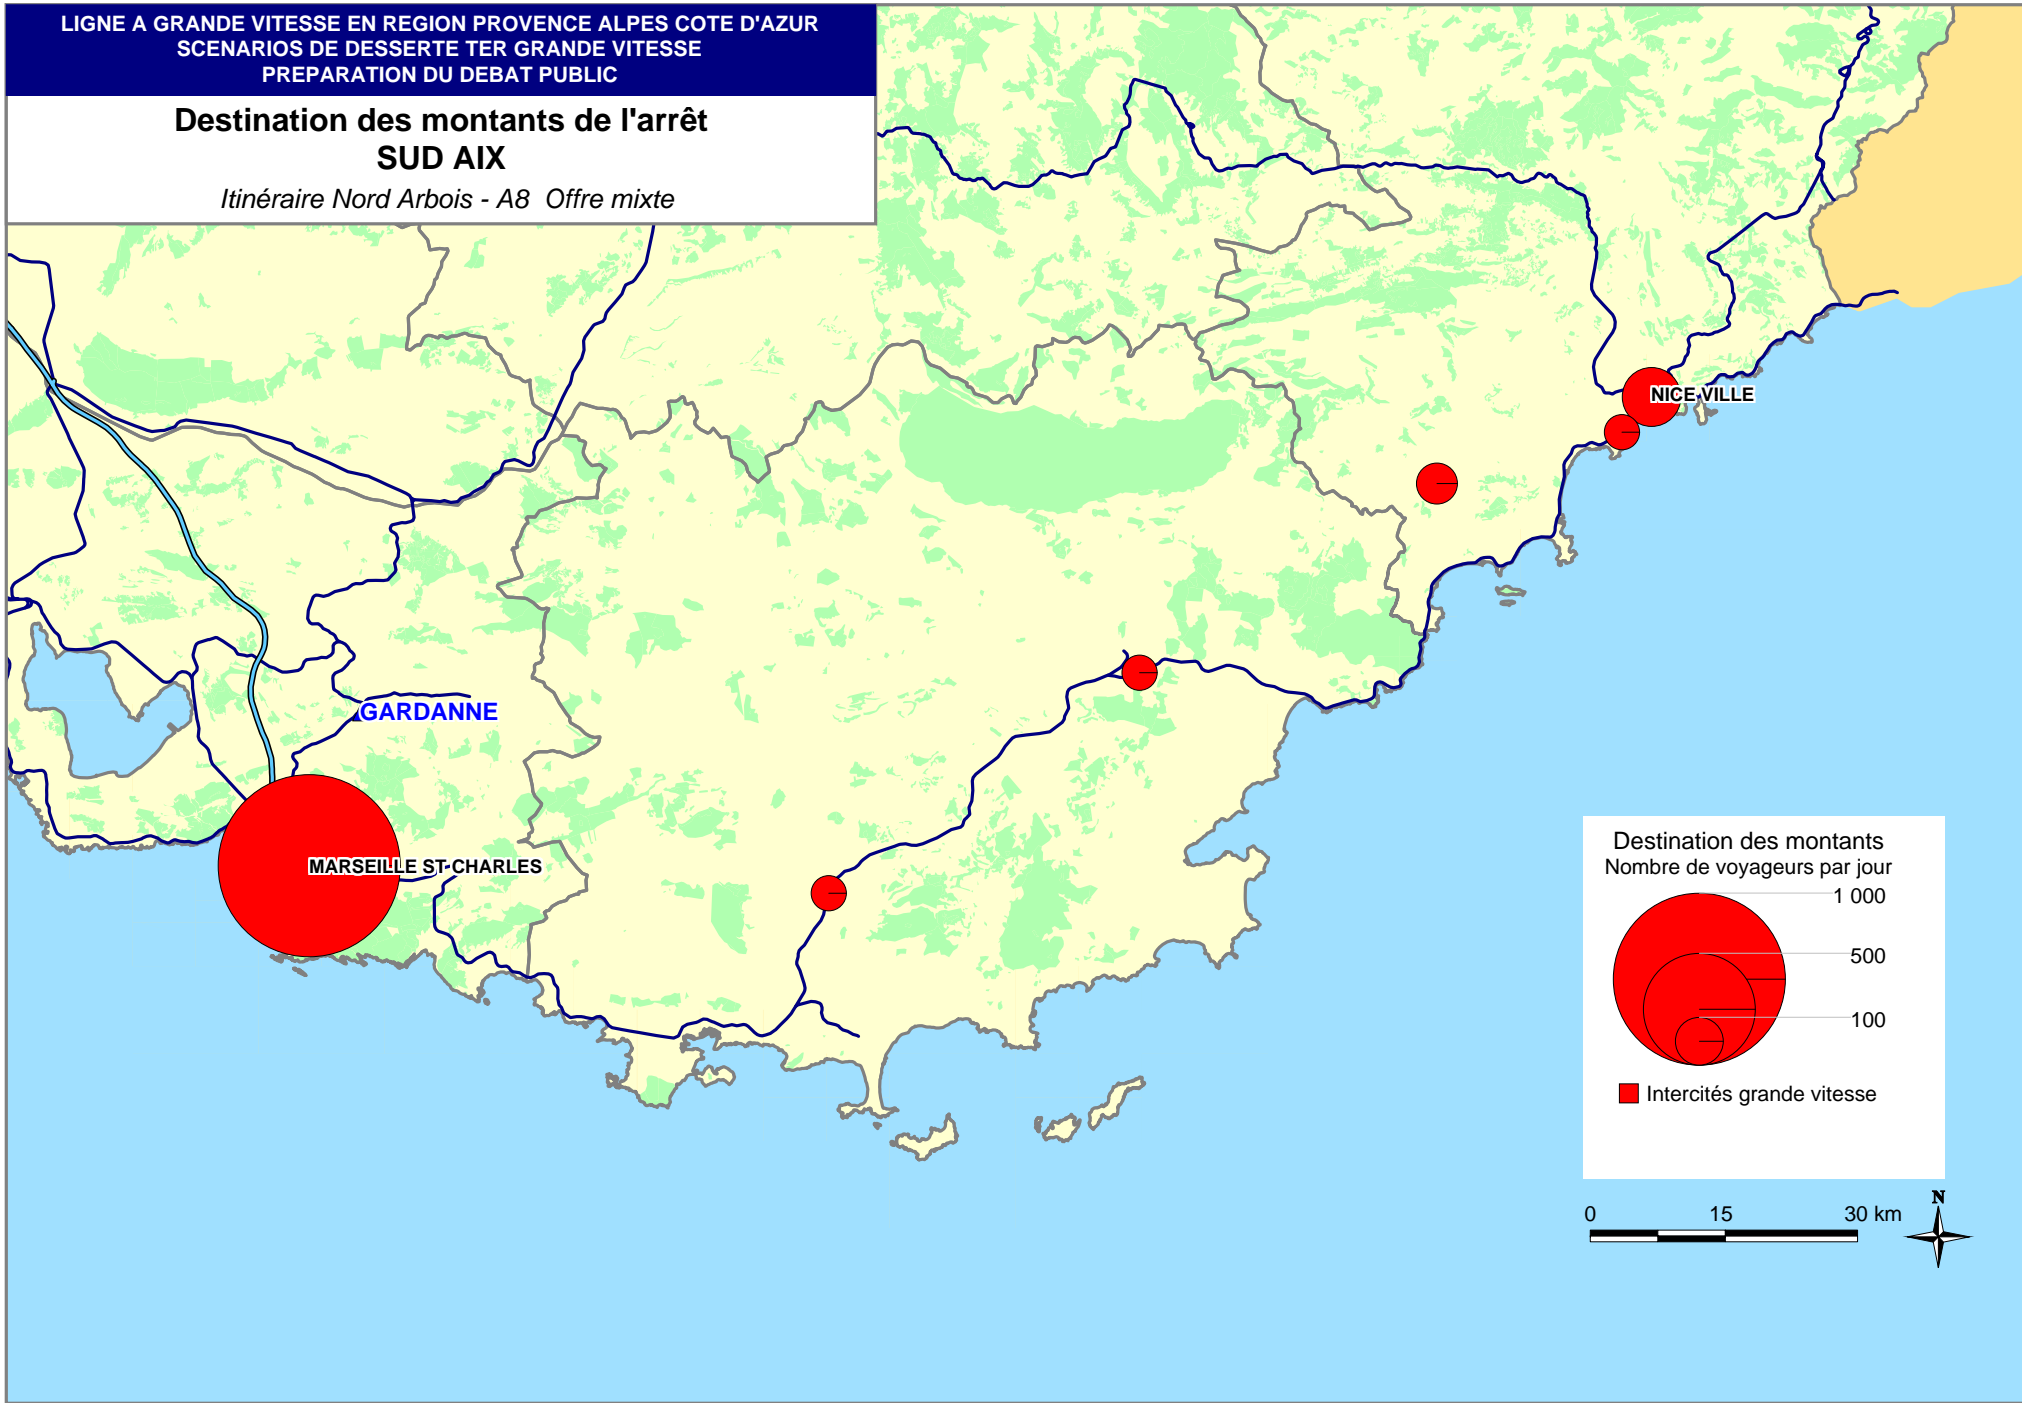 LIGNE A GRANDE VITESSE EN REGION PROVENCE ALPES COTE D'AZUR
SCENARIOS DE DESSERTE TER GRANDE VITESSE
PREPARATION DU DEBAT PUBLIC
Destination des montants de l'arrêt
SUD AIX
Itinéraire Nord Arbois - A8 Offre mixte
NICE VILLE
GARDANNE
MARSEILLE ST CHARLES
Destination des montants
Nombre de voyageurs par jour
1 000
500
100
Intercités grande vitesse
N
0 15 30 km